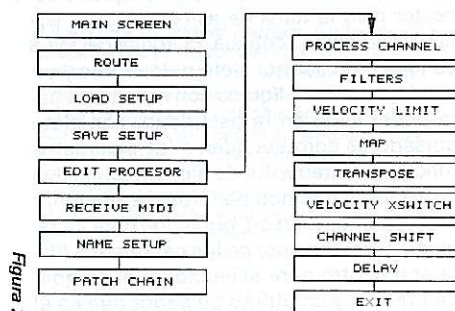 MAIN SCREEN
ROUTE
LOAD SETUP
SAVE SETUP
EDIT PROCESOR
RECEIVE MIDI
NAME SETUP
PATCH CHAIN
PROCESS CHANNEL
FILTERS
VELOCITY LIMIT
MAP
TRANSPOSE
VELOCITY XSWITCH
CHANNEL SHIFT
DELAY
EXIT
Figura